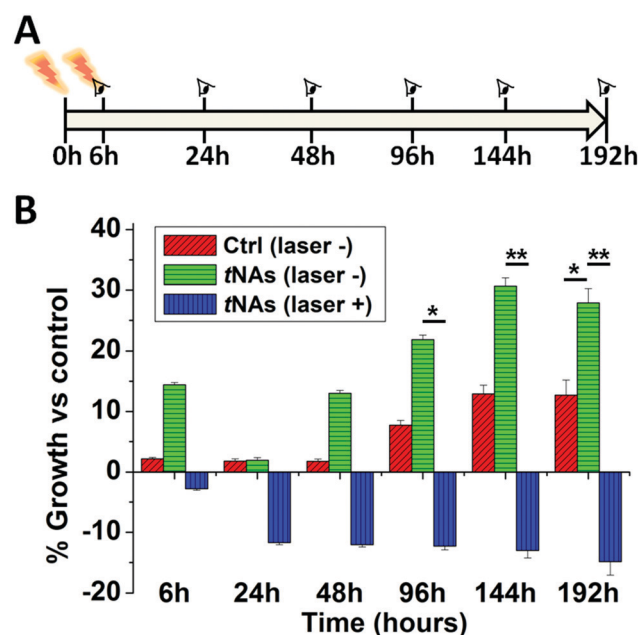 A
0h 6h 24h 48h 96h 144h 192h
B
% Growth vs control
40
30
20
10
0
-10
-20
Ctrl (laser -)
tNAs (laser -)
tNAs (laser +)
* ** * **
6h 24h 48h 96h 144h 192h
Time (hours)